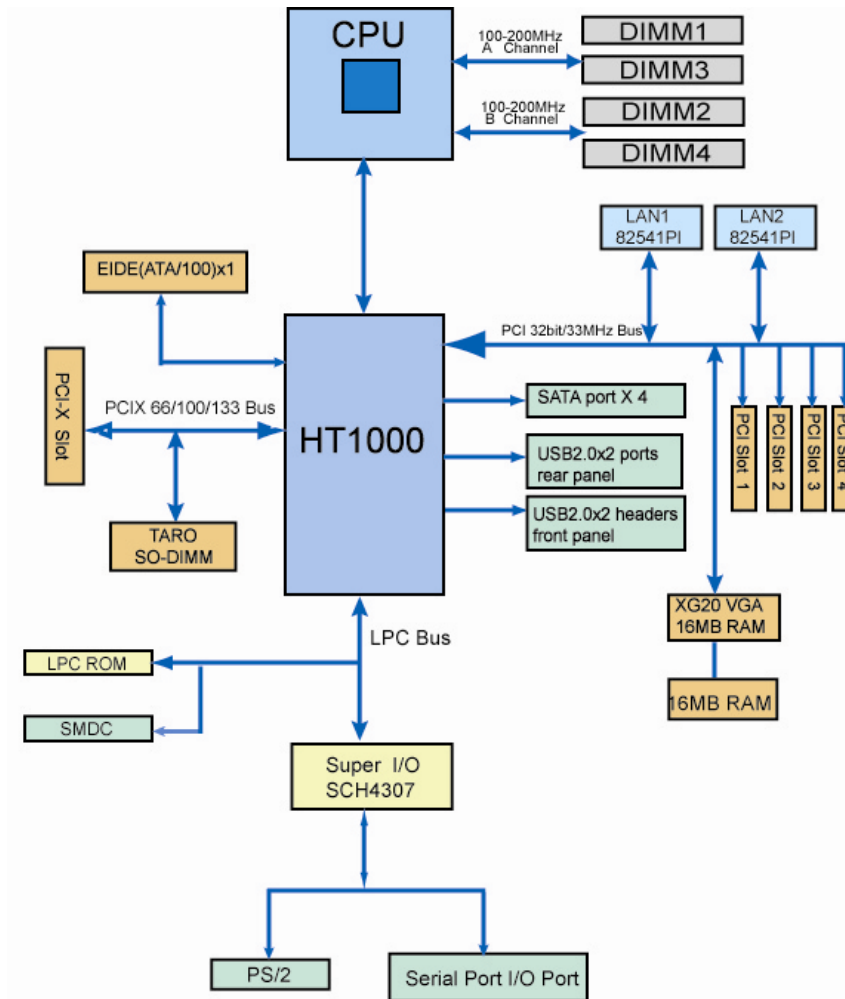 CPU
100-200MHz
A Channel
DIMM1
DIMM3
100-200MHz
B Channel
DIMM2
DIMM4
LAN1
82541PI
LAN2
82541PI
EIDE(ATA/100)x1
PCI 32bit/33MHz Bus
PCI-X Slot
PCIX 66/100/133 Bus
HT1000
SATA port X 4
USB2.0x2 ports
rear panel
USB2.0x2 headers
front panel
PCI Slot 1
PCI Slot 2
PCI Slot 3
PCI Slot 4
TARO
SO-DIMM
XG20 VGA
16MB RAM
16MB RAM
LPC Bus
LPC ROM
SMDC
Super I/O
SCH4307
PS/2
Serial Port I/O Port